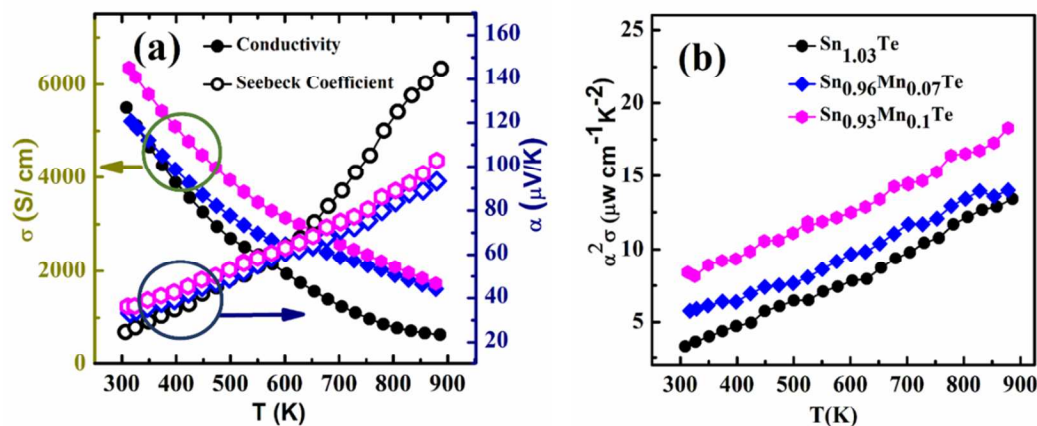 (a)
Conductivity
Seebeck Coefficient
σ (S/ cm)
6000
4000
2000
0
α (μV/K)
160
140
120
100
80
60
40
20
300 400 500 600 700 800 900
T (K)
(b)
Sn1.03Te
Sn0.96Mn0.07Te
Sn0.93Mn0.1Te
α2 σ (μw cm-1K-2)
25
20
15
10
5
300 400 500 600 700 800 900
T(K)